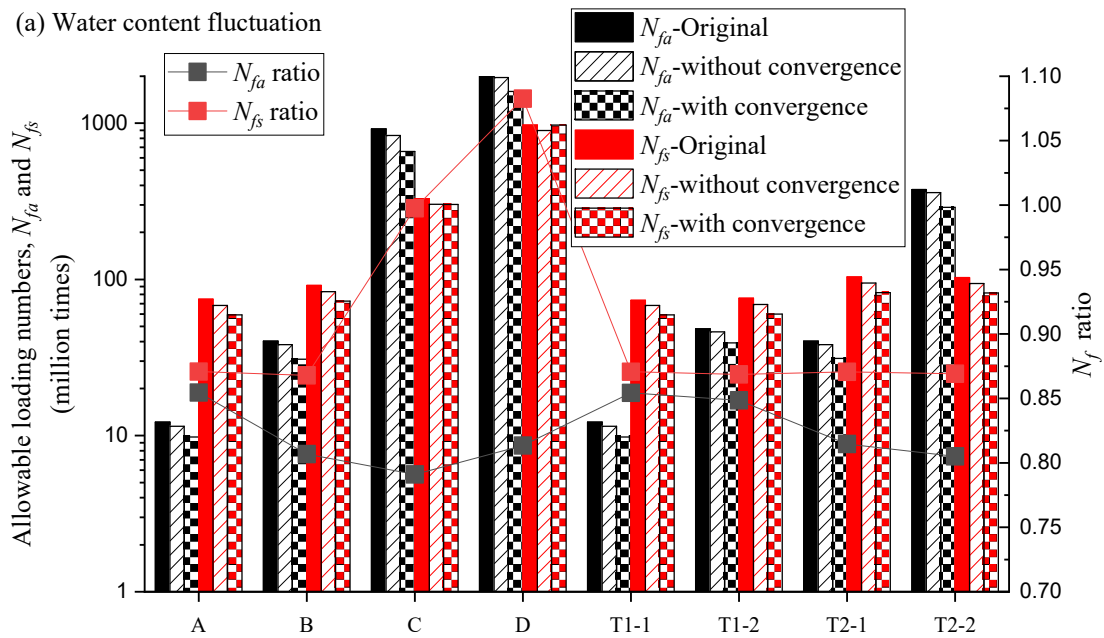 (a) Water content fluctuation
Nfa ratio
Nfs ratio
Nfa-Original
Nfa-without convergence
Nfa-with convergence
Nfs-Original
Nfs-without convergence
Nfs-with convergence
Allowable loading numbers, Nfa and Nfs
(million times)
1000
100
10
1
1.10
1.05
1.00
0.95
0.90
0.85
0.80
0.75
0.70
Nf ratio
A B C D T1-1 T1-2 T2-1 T2-2